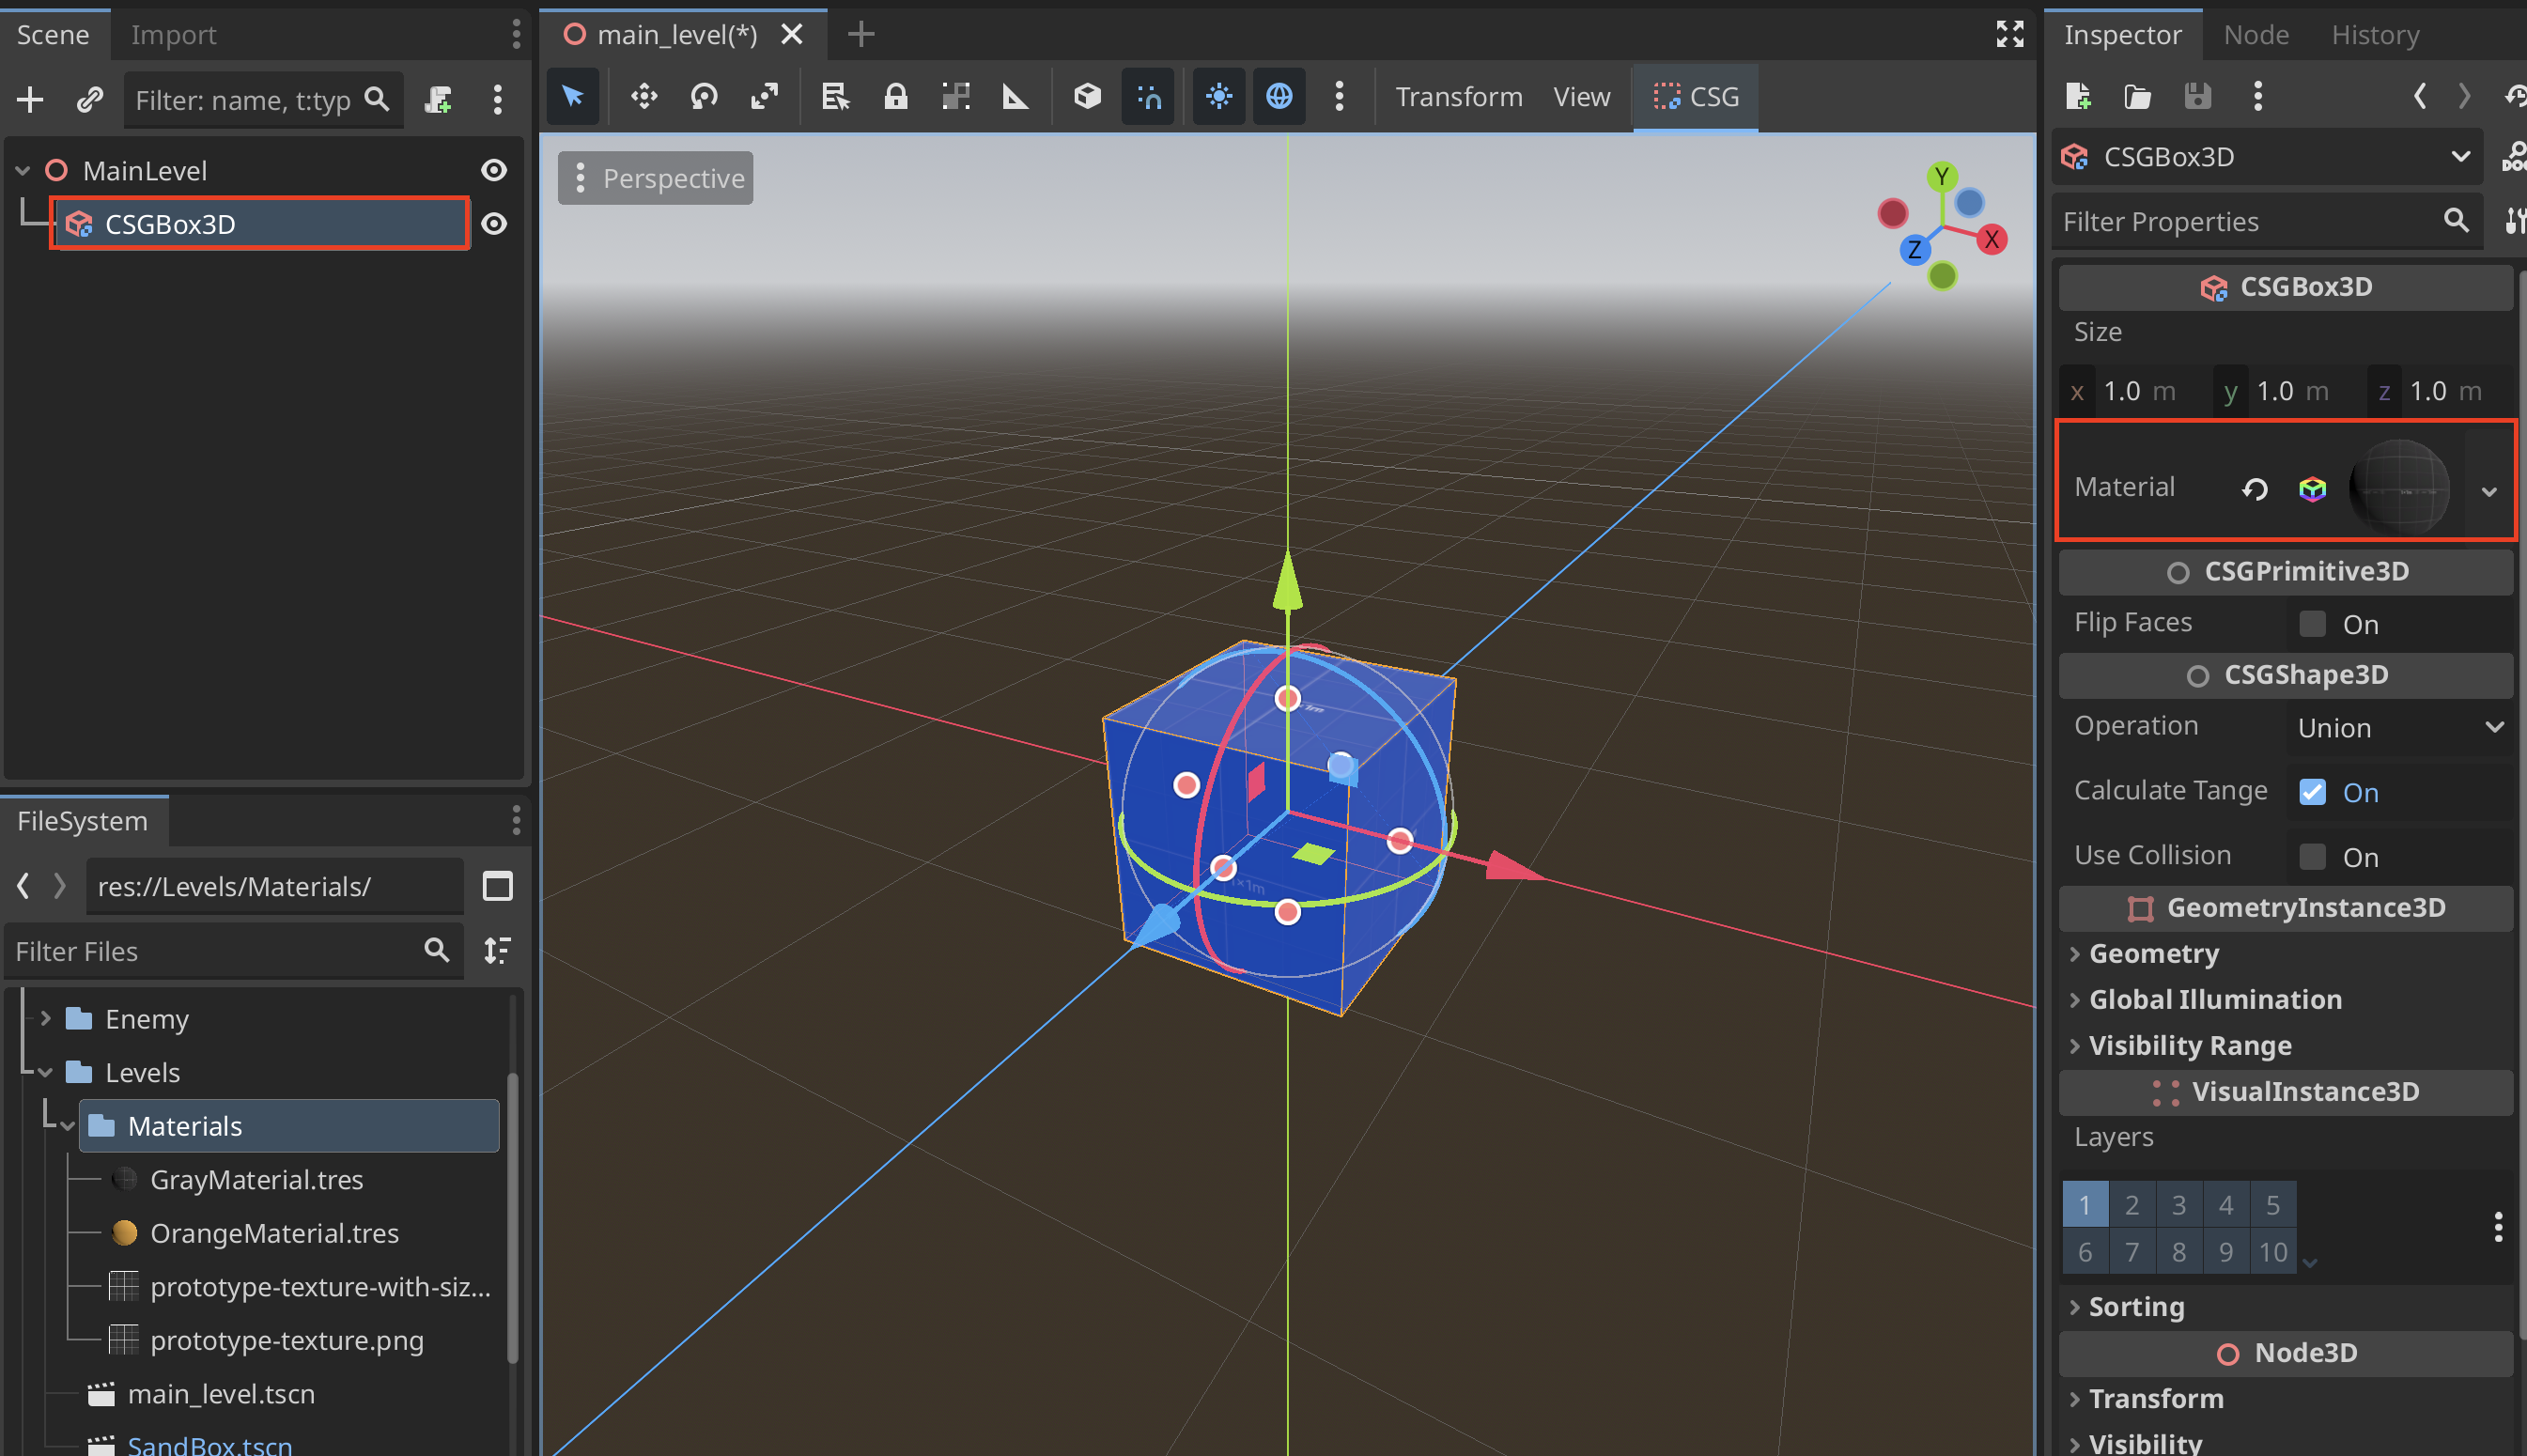 Scene
Import
Filter: name, t:typ
MainLevel
CSGBox3D
FileSystem
res://Levels/Materials/
Filter Files
Enemy
Levels
Materials
GrayMaterial.tres
OrangeMaterial.tres
prototype-texture-with-siz...
prototype-texture.png
main_level.tscn
SandBox.tscn
main_level(*)
Transform
View
CSG
Perspective
Y
X
Z
1m
1×1m
Inspector
Node
History
CSGBox3D
DOC
Filter Properties
CSGBox3D
Size
x 1.0 m y 1.0 m z 1.0 m
Material
CSGPrimitive3D
Flip Faces On
CSGShape3D
Operation Union
Calculate Tange On
Use Collision On
GeometryInstance3D
Geometry
Global Illumination
Visibility Range
VisualInstance3D
Layers
1 2 3 4 5
6 7 8 9 10
Sorting
Node3D
Transform
Visibility